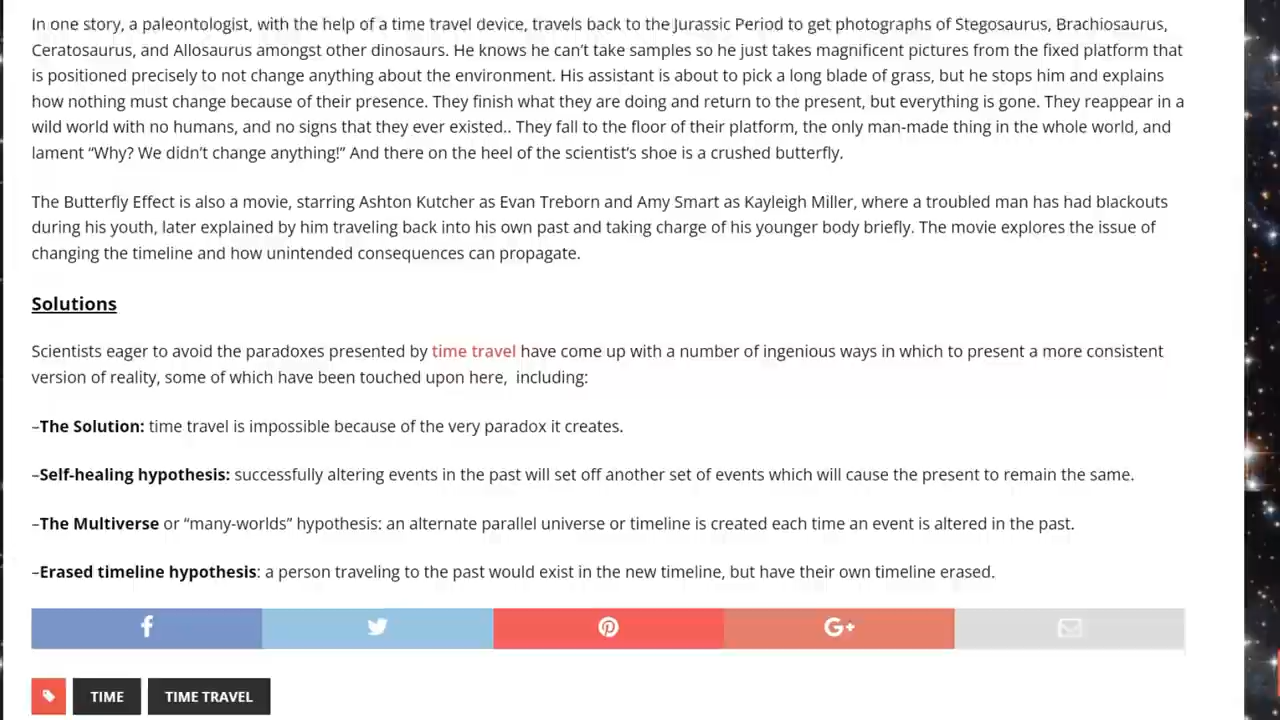 In one story, a paleontologist, with the help of a time travel device, travels back to the Jurassic Period to get photographs of Stegosaurus, Brachiosaurus,
Ceratosaurus, and Allosaurus amongst other dinosaurs. He knows he can’t take samples so he just takes magnificent pictures from the fixed platform that
is positioned precisely to not change anything about the environment. His assistant is about to pick a long blade of grass, but he stops him and explains
how nothing must change because of their presence. They finish what they are doing and return to the present, but everything is gone. They reappear in a
wild world with no humans, and no signs that they ever existed.. They fall to the floor of their platform, the only man-made thing in the whole world, and
lament “Why? We didn’t change anything!” And there on the heel of the scientist’s shoe is a crushed butterfly.
The Butterfly Effect is also a movie, starring Ashton Kutcher as Evan Treborn and Amy Smart as Kayleigh Miller, where a troubled man has had blackouts
during his youth, later explained by him traveling back into his own past and taking charge of his younger body briefly. The movie explores the issue of
changing the timeline and how unintended consequences can propagate.
Solutions
Scientists eager to avoid the paradoxes presented by time travel have come up with a number of ingenious ways in which to present a more consistent
version of reality, some of which have been touched upon here,  including:
–The Solution: time travel is impossible because of the very paradox it creates.
–Self-healing hypothesis: successfully altering events in the past will set off another set of events which will cause the present to remain the same.
–The Multiverse or “many-worlds” hypothesis: an alternate parallel universe or timeline is created each time an event is altered in the past.
–Erased timeline hypothesis: a person traveling to the past would exist in the new timeline, but have their own timeline erased.
G+
TIME
TIME TRAVEL